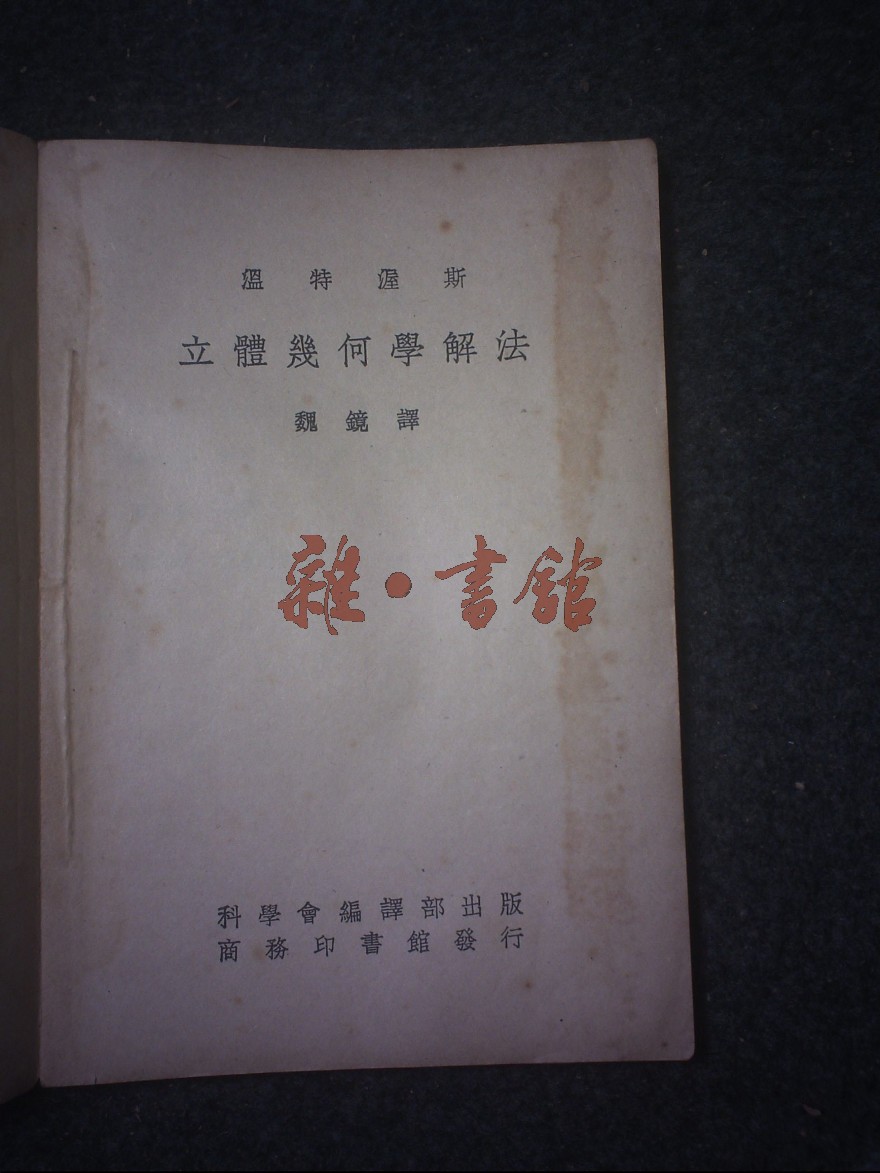 溫特渥斯
立體幾何學解法
魏鏡譯
雜·書館
科學會編譯部出版
商務印書館發行